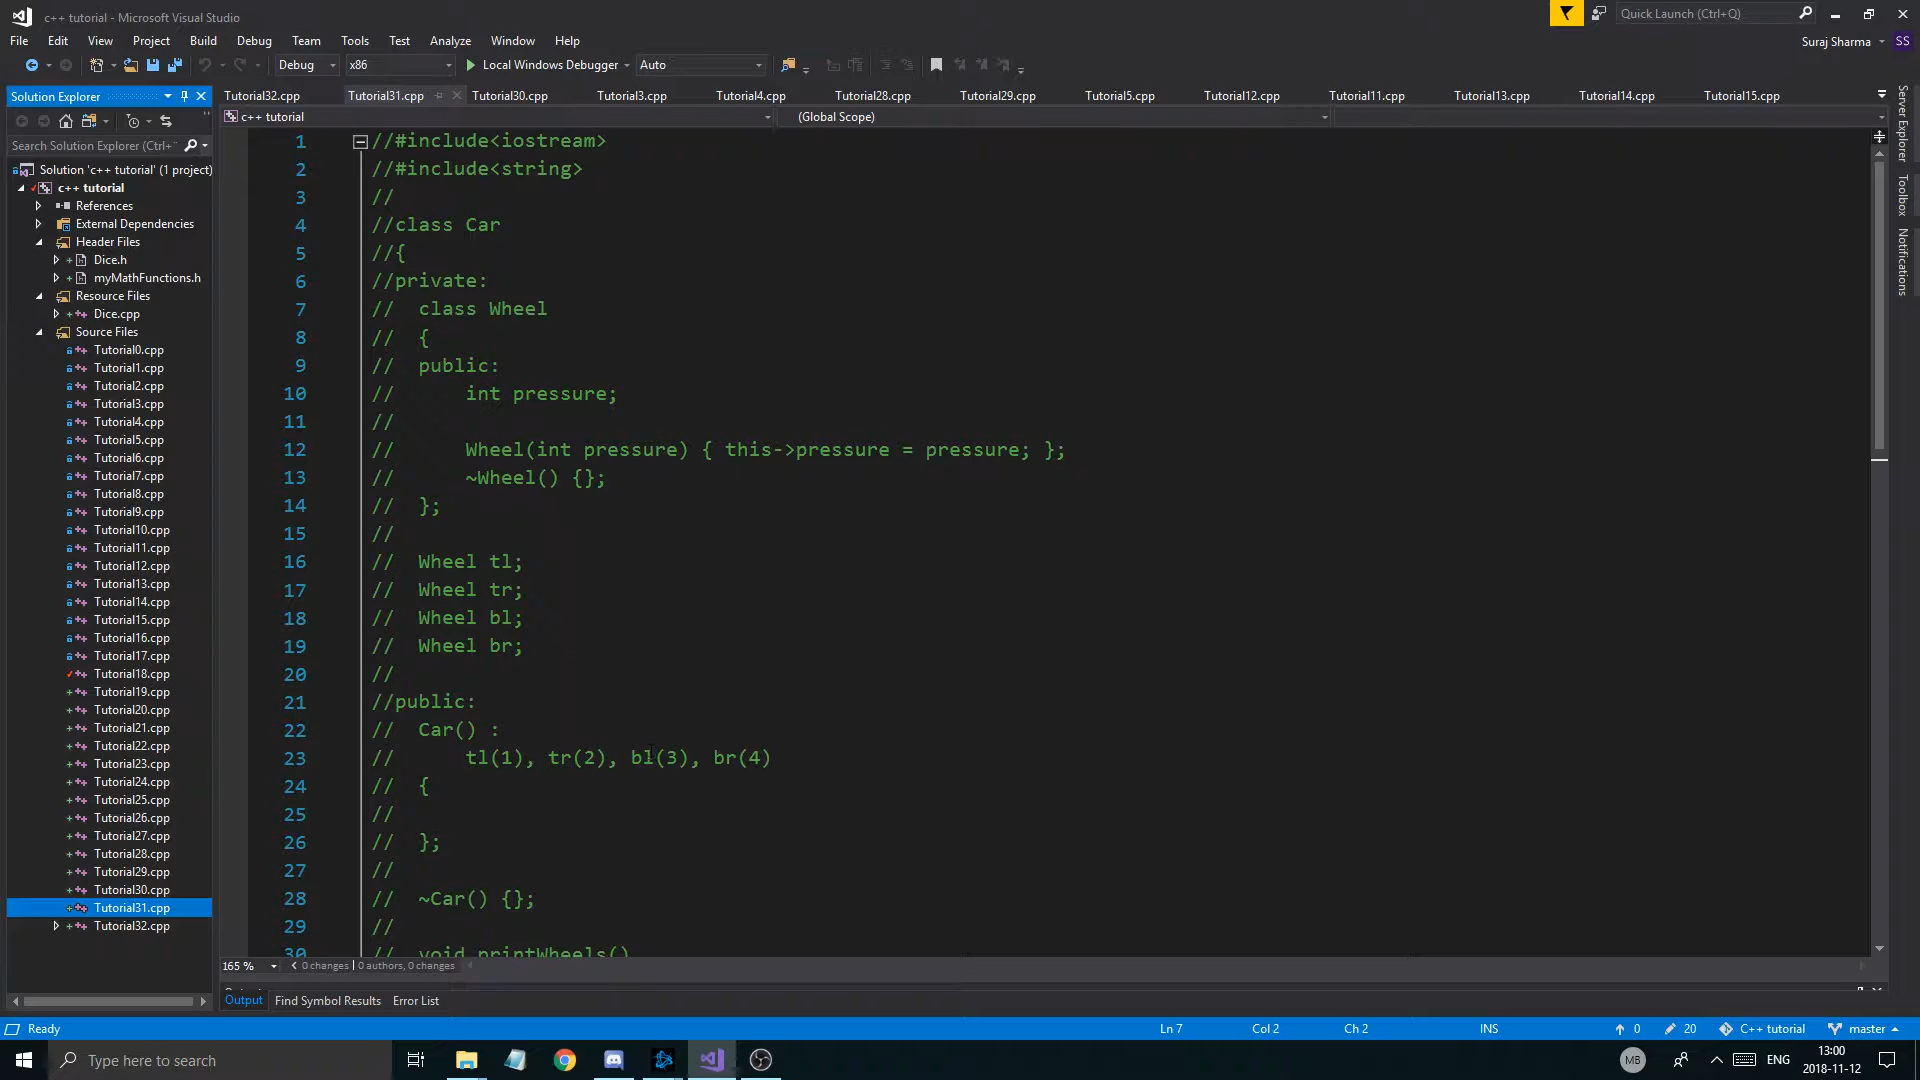 c++ tutorial - Microsoft Visual Studio
Quick Launch (Ctrl+Q)
File Edit View Project Build Debug Team Tools Test Analyze Window Help
Suraj Sharma SS
Debug x86 Local Windows Debugger Auto
Solution Explorer
Tutorial32.cpp Tutorial31.cpp Tutorial30.cpp Tutorial3.cpp Tutorial4.cpp Tutorial28.cpp Tutorial29.cpp Tutorial5.cpp Tutorial12.cpp Tutorial11.cpp Tutorial13.cpp Tutorial14.cpp Tutorial15.cpp
c++ tutorial (Global Scope)
Search Solution Explorer (Ctrl+
Solution 'c++ tutorial' (1 project)
c++ tutorial
References
External Dependencies
Header Files
Dice.h
myMathFunctions.h
Resource Files
Dice.cpp
Source Files
Tutorial0.cpp
Tutorial1.cpp
Tutorial2.cpp
Tutorial3.cpp
Tutorial4.cpp
Tutorial5.cpp
Tutorial6.cpp
Tutorial7.cpp
Tutorial8.cpp
Tutorial9.cpp
Tutorial10.cpp
Tutorial11.cpp
Tutorial12.cpp
Tutorial13.cpp
Tutorial14.cpp
Tutorial15.cpp
Tutorial16.cpp
Tutorial17.cpp
Tutorial18.cpp
Tutorial19.cpp
Tutorial20.cpp
Tutorial21.cpp
Tutorial22.cpp
Tutorial23.cpp
Tutorial24.cpp
Tutorial25.cpp
Tutorial26.cpp
Tutorial27.cpp
Tutorial28.cpp
Tutorial29.cpp
Tutorial30.cpp
Tutorial31.cpp
Tutorial32.cpp
1 //#include<iostream>
2 //#include<string>
3 //
4 //class Car
5 //{
6 //private:
7 // class Wheel
8 // {
9 // public:
10 // int pressure;
11 //
12 // Wheel(int pressure) { this->pressure = pressure; };
13 // ~Wheel() {};
14 // };
15 //
16 // Wheel tl;
17 // Wheel tr;
18 // Wheel bl;
19 // Wheel br;
20 //
21 //public:
22 // Car() :
23 // tl(1), tr(2), bl(3), br(4)
24 // {
25 //
26 // };
27 //
28 // ~Car() {};
29 //
30 // void printWheels()
Server Explorer
Toolbox
Notifications
165 % 0 changes | 0 authors, 0 changes
Output Find Symbol Results Error List
Ready Ln 7 Col 2 Ch 2 INS 0 20 C++ tutorial master
Type here to search
MB ENG 13:00
2018-11-12